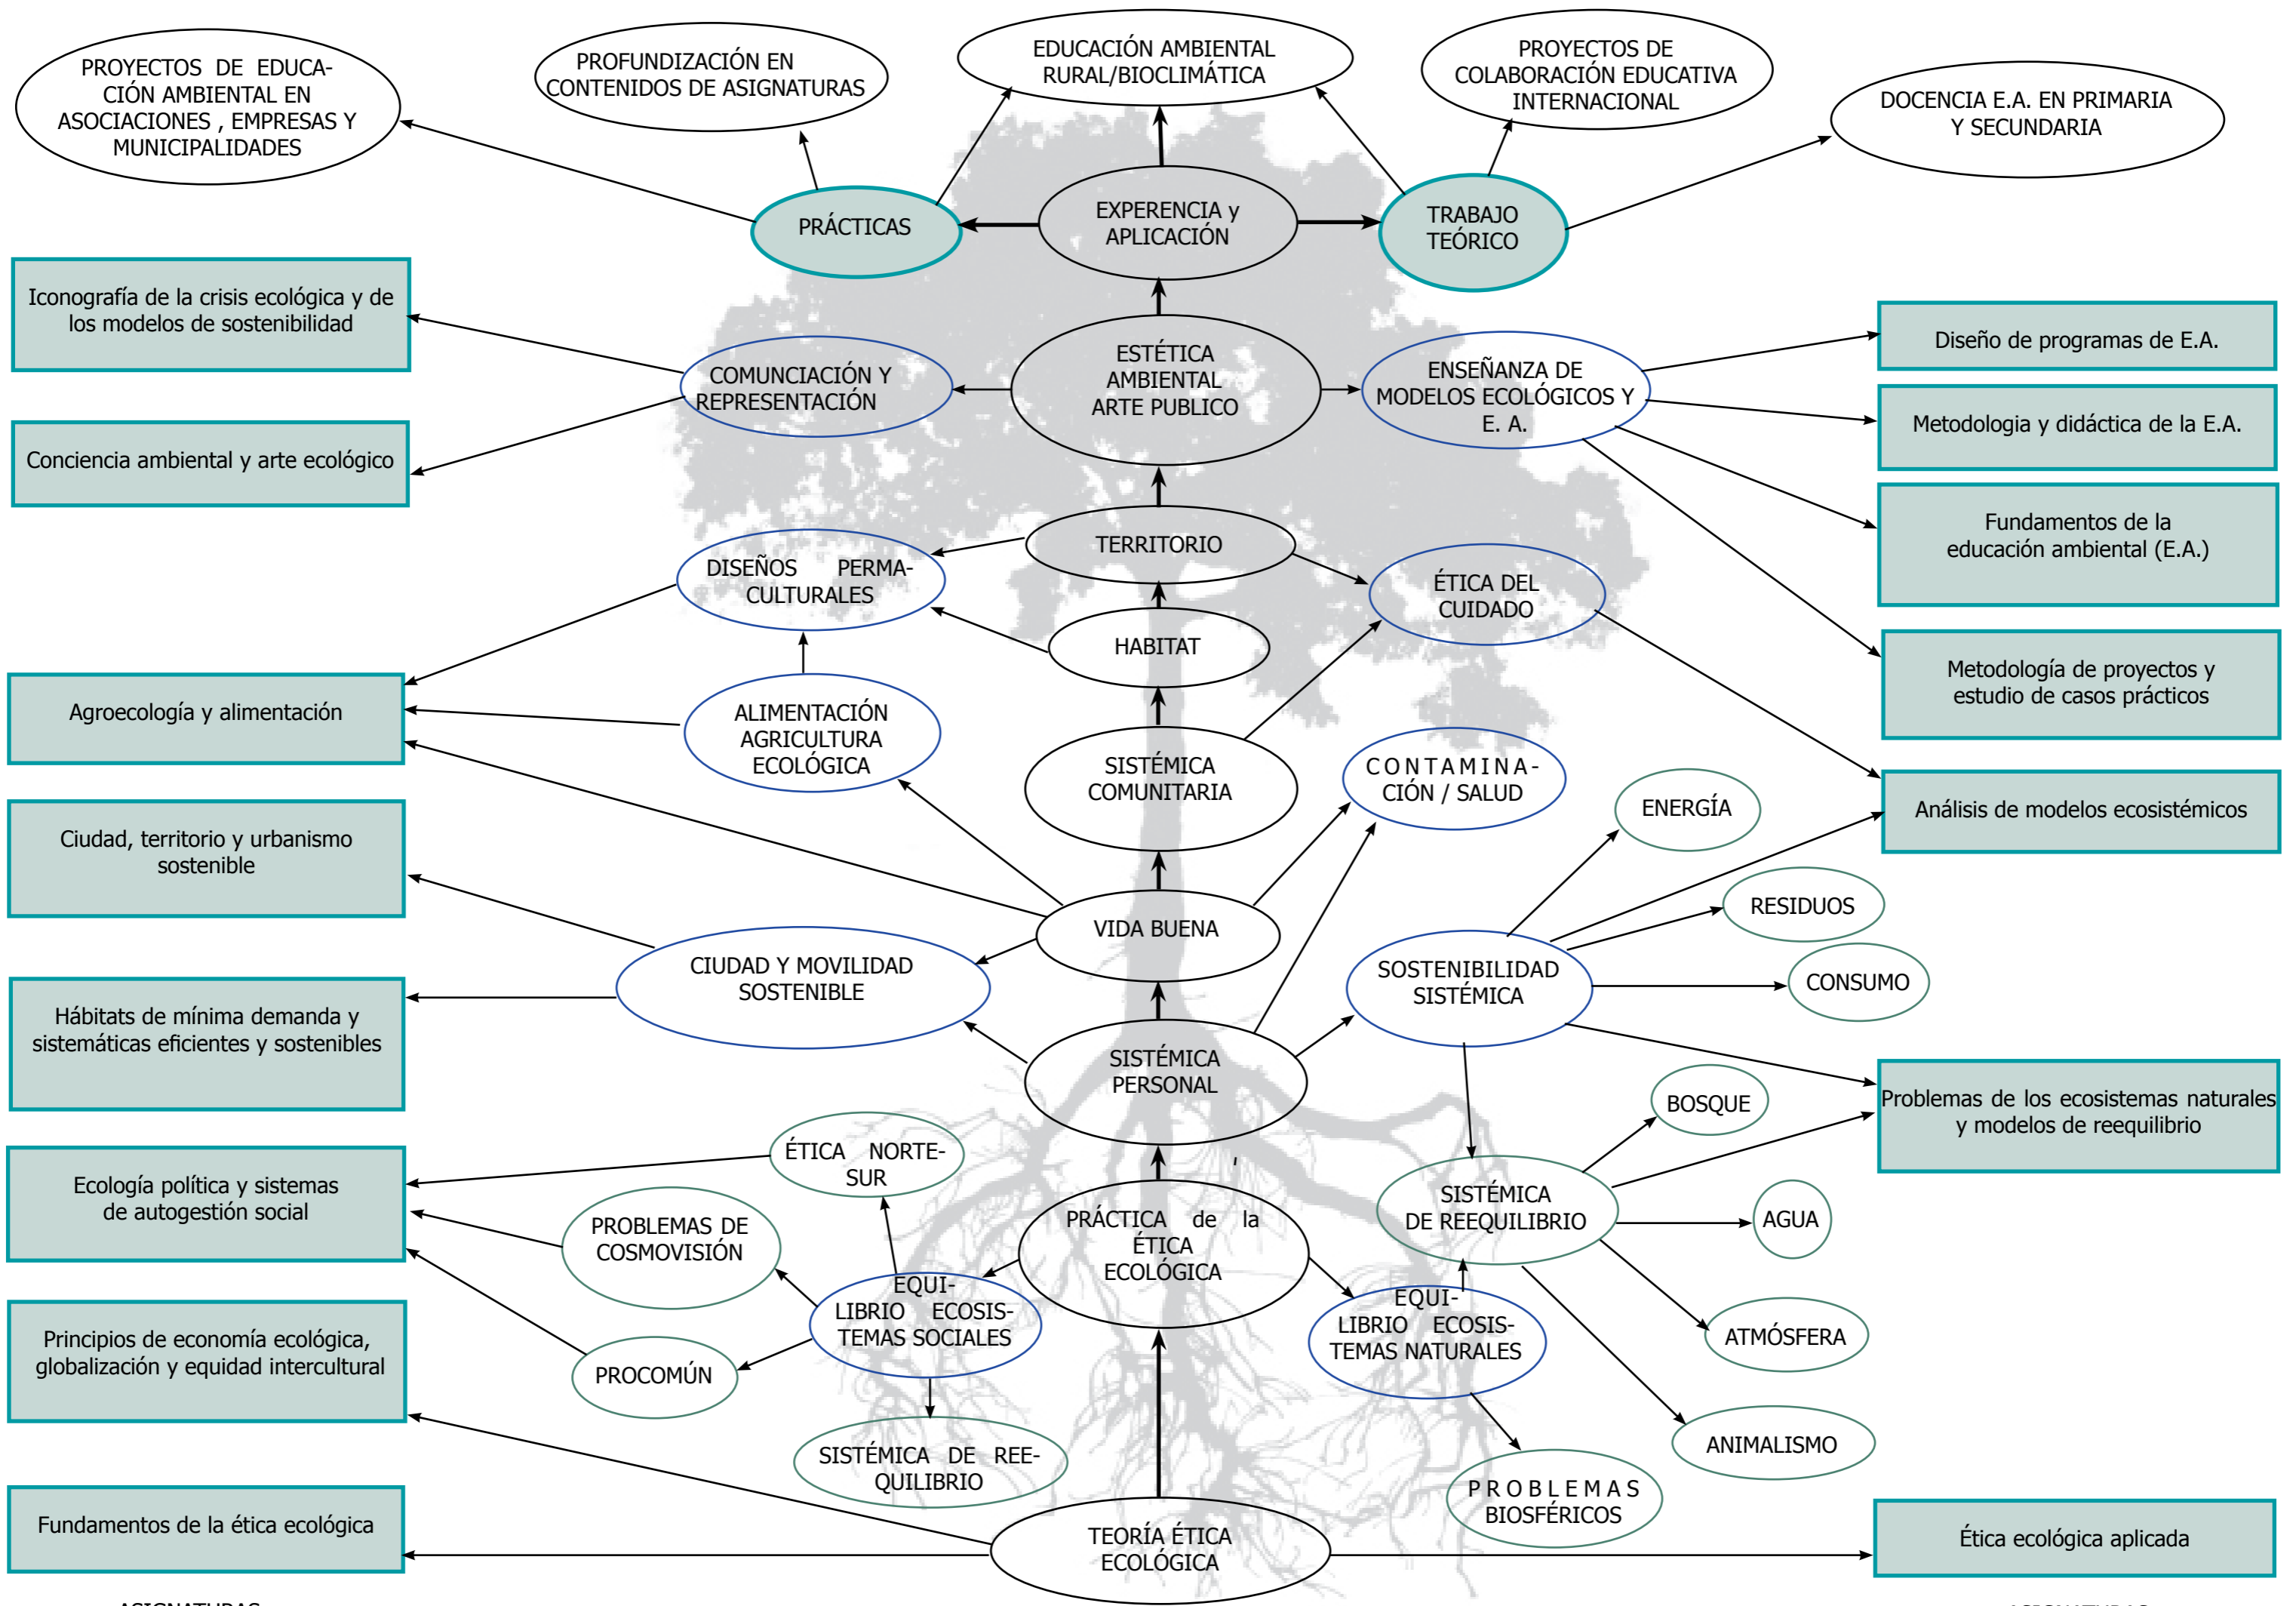 PROYECTOS DE EDUCA-
CIÓN AMBIENTAL EN
ASOCIACIONES , EMPRESAS Y
MUNICIPALIDADES
PROFUNDIZACIÓN EN
CONTENIDOS DE ASIGNATURAS
EDUCACIÓN AMBIENTAL
RURAL/BIOCLIMÁTICA
PROYECTOS DE
COLABORACIÓN EDUCATIVA
INTERNACIONAL
DOCENCIA E.A. EN PRIMARIA
Y SECUNDARIA
PRÁCTICAS
EXPERENCIA y
APLICACIÓN
TRABAJO
TEÓRICO
Iconografía de la crisis ecológica y de
los modelos de sostenibilidad
COMUNCIACIÓN Y
REPRESENTACIÓN
ESTÉTICA
AMBIENTAL
ARTE PUBLICO
ENSEÑANZA DE
MODELOS ECOLÓGICOS Y
E. A.
Diseño de programas de E.A.
Metodologia y didáctica de la E.A.
Conciencia ambiental y arte ecológico
Fundamentos de la
educación ambiental (E.A.)
TERRITORIO
DISEÑOS PERMA-
CULTURALES
ÉTICA DEL
CUIDADO
HABITAT
Metodología de proyectos y
estudio de casos prácticos
Agroecología y alimentación
ALIMENTACIÓN
AGRICULTURA
ECOLÓGICA
SISTÉMICA
COMUNITARIA
CONTAMINA-
CIÓN / SALUD
ENERGÍA
Análisis de modelos ecosistémicos
Ciudad, territorio y urbanismo
sostenible
VIDA BUENA
RESIDUOS
CIUDAD Y MOVILIDAD
SOSTENIBLE
SOSTENIBILIDAD
SISTÉMICA
CONSUMO
Hábitats de mínima demanda y
sistemáticas eficientes y sostenibles
SISTÉMICA
PERSONAL
BOSQUE
Problemas de los ecosistemas naturales
y modelos de reequilibrio
ÉTICA NORTE-
SUR
Ecología política y sistemas
de autogestión social
PROBLEMAS DE
COSMOVISIÓN
PRÁCTICA de la
ÉTICA
ECOLÓGICA
SISTÉMICA
DE REEQUILIBRIO
AGUA
EQUI-
LIBRIO ECOSIS-
TEMAS SOCIALES
EQUI-
LIBRIO ECOSIS-
TEMAS NATURALES
ATMÓSFERA
Principios de economía ecológica,
globalización y equidad intercultural
PROCOMÚN
ANIMALISMO
SISTÉMICA DE REE-
QUILIBRIO
PROBLEMAS
BIOSFÉRICOS
Fundamentos de la ética ecológica
TEORÍA ÉTICA
ECOLÓGICA
Ética ecológica aplicada
ASIGNATURAS
ASIGNATURAS